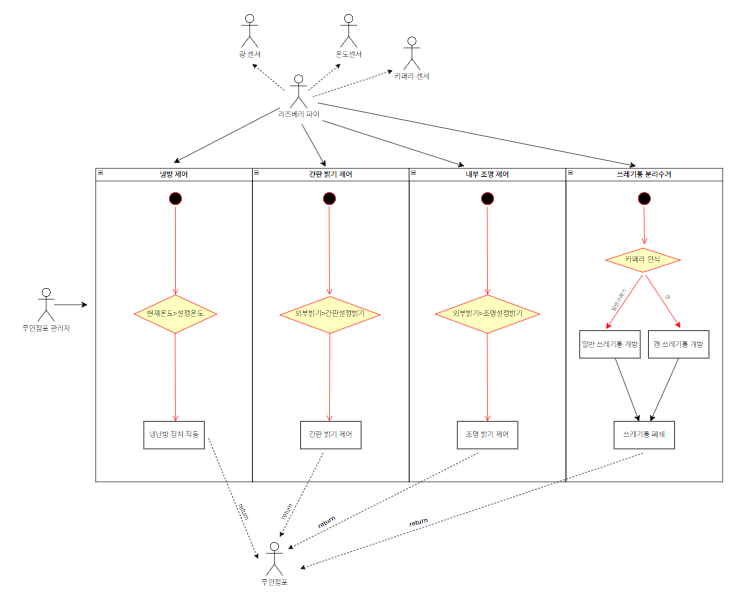 광 센서
온도센서
카메라 센서
라즈베리 파이
냉방 제어
간판 밝기 제어
내부 조명 제어
쓰레기통 분리수거
카메라 인식
일반쓰레기
캔
무인점포 관리자
현재온도>설정온도
외부밝기>간판설정밝기
외부밝기>조명설정밝기
일반 쓰레기통 개방
캔 쓰레기통 개방
냉난방 장치 작동
간판 밝기 제어
조명 밝기 제어
쓰레기통 폐쇄
return
return
return
return
무인점포